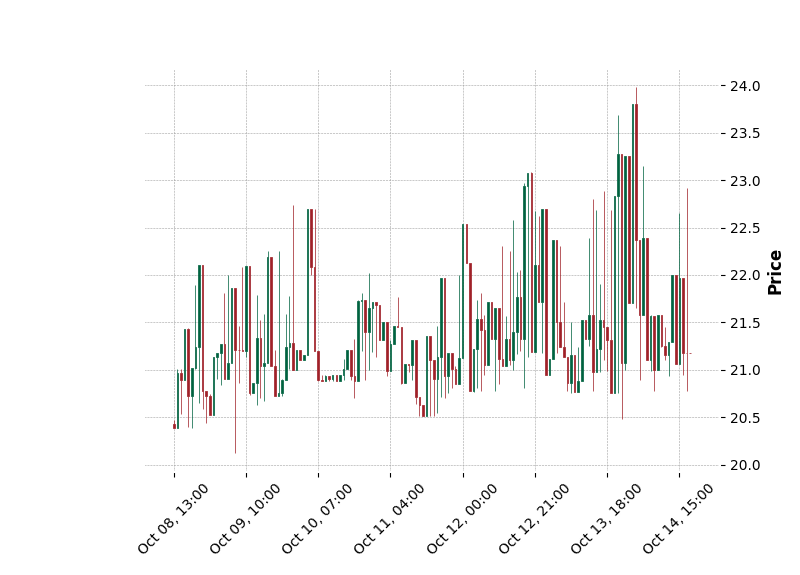 24.0
23.5
23.0
22.5
22.0
21.5
21.0
20.5
20.0
Price
Oct 08, 13:00
Oct 09, 10:00
Oct 10, 07:00
Oct 11, 04:00
Oct 12, 00:00
Oct 12, 21:00
Oct 13, 18:00
Oct 14, 15:00